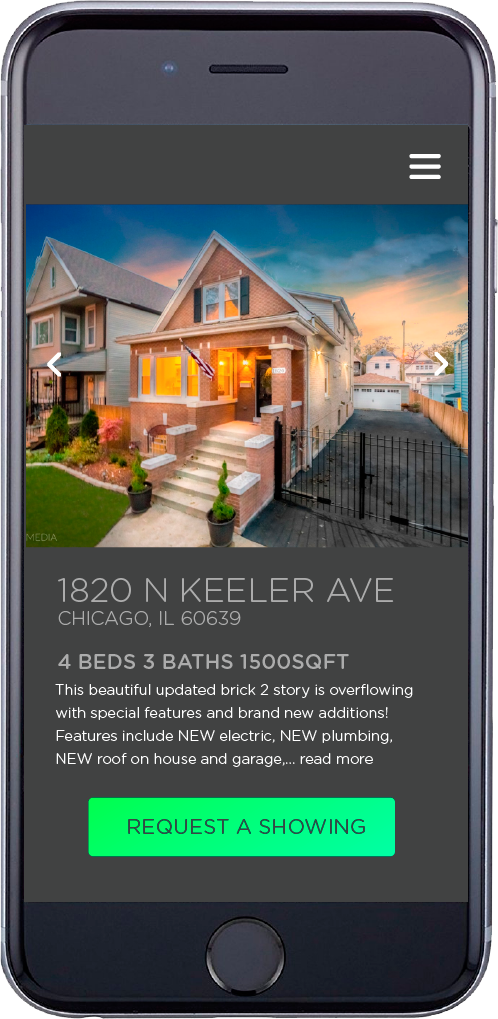 MEDIA
1820 N KEELER AVE
CHICAGO, IL 60639
4 BEDS 3 BATHS 1500SQFT
This beautiful updated brick 2 story is overflowing
with special features and brand new additions!
Features include NEW electric, NEW plumbing,
NEW roof on house and garage,... read more
REQUEST A SHOWING